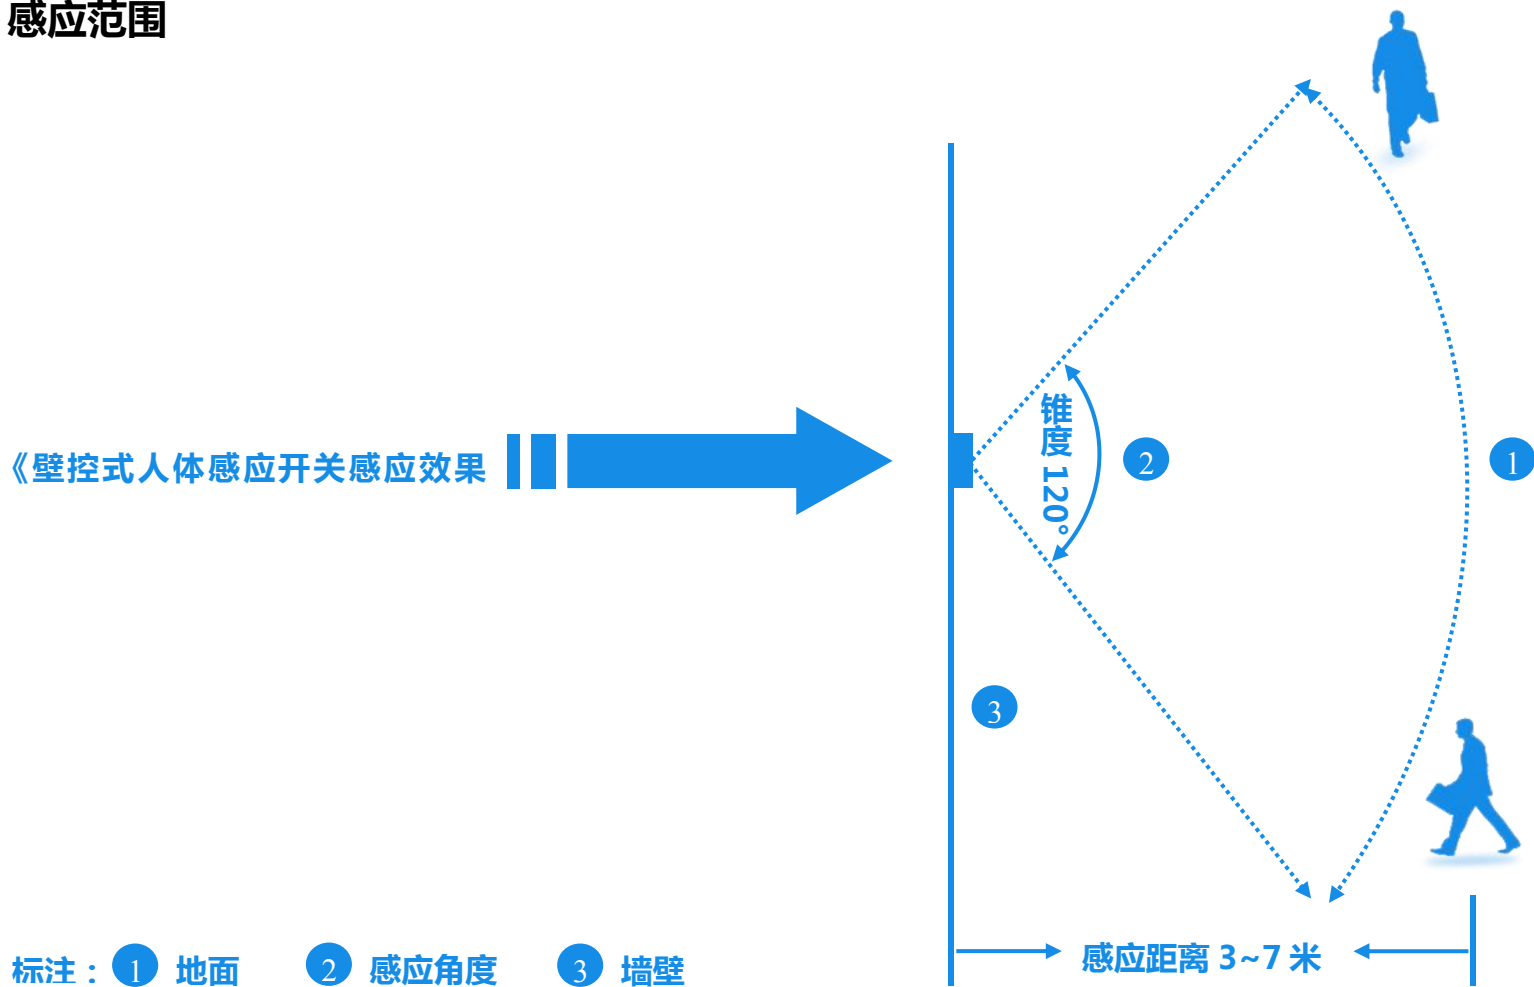 感应范围
锥度 120°
《壁控式人体感应开关感应效果
2
1
3
感应距离 3~7 米
标注：1 地面 2 感应角度 3 墙壁